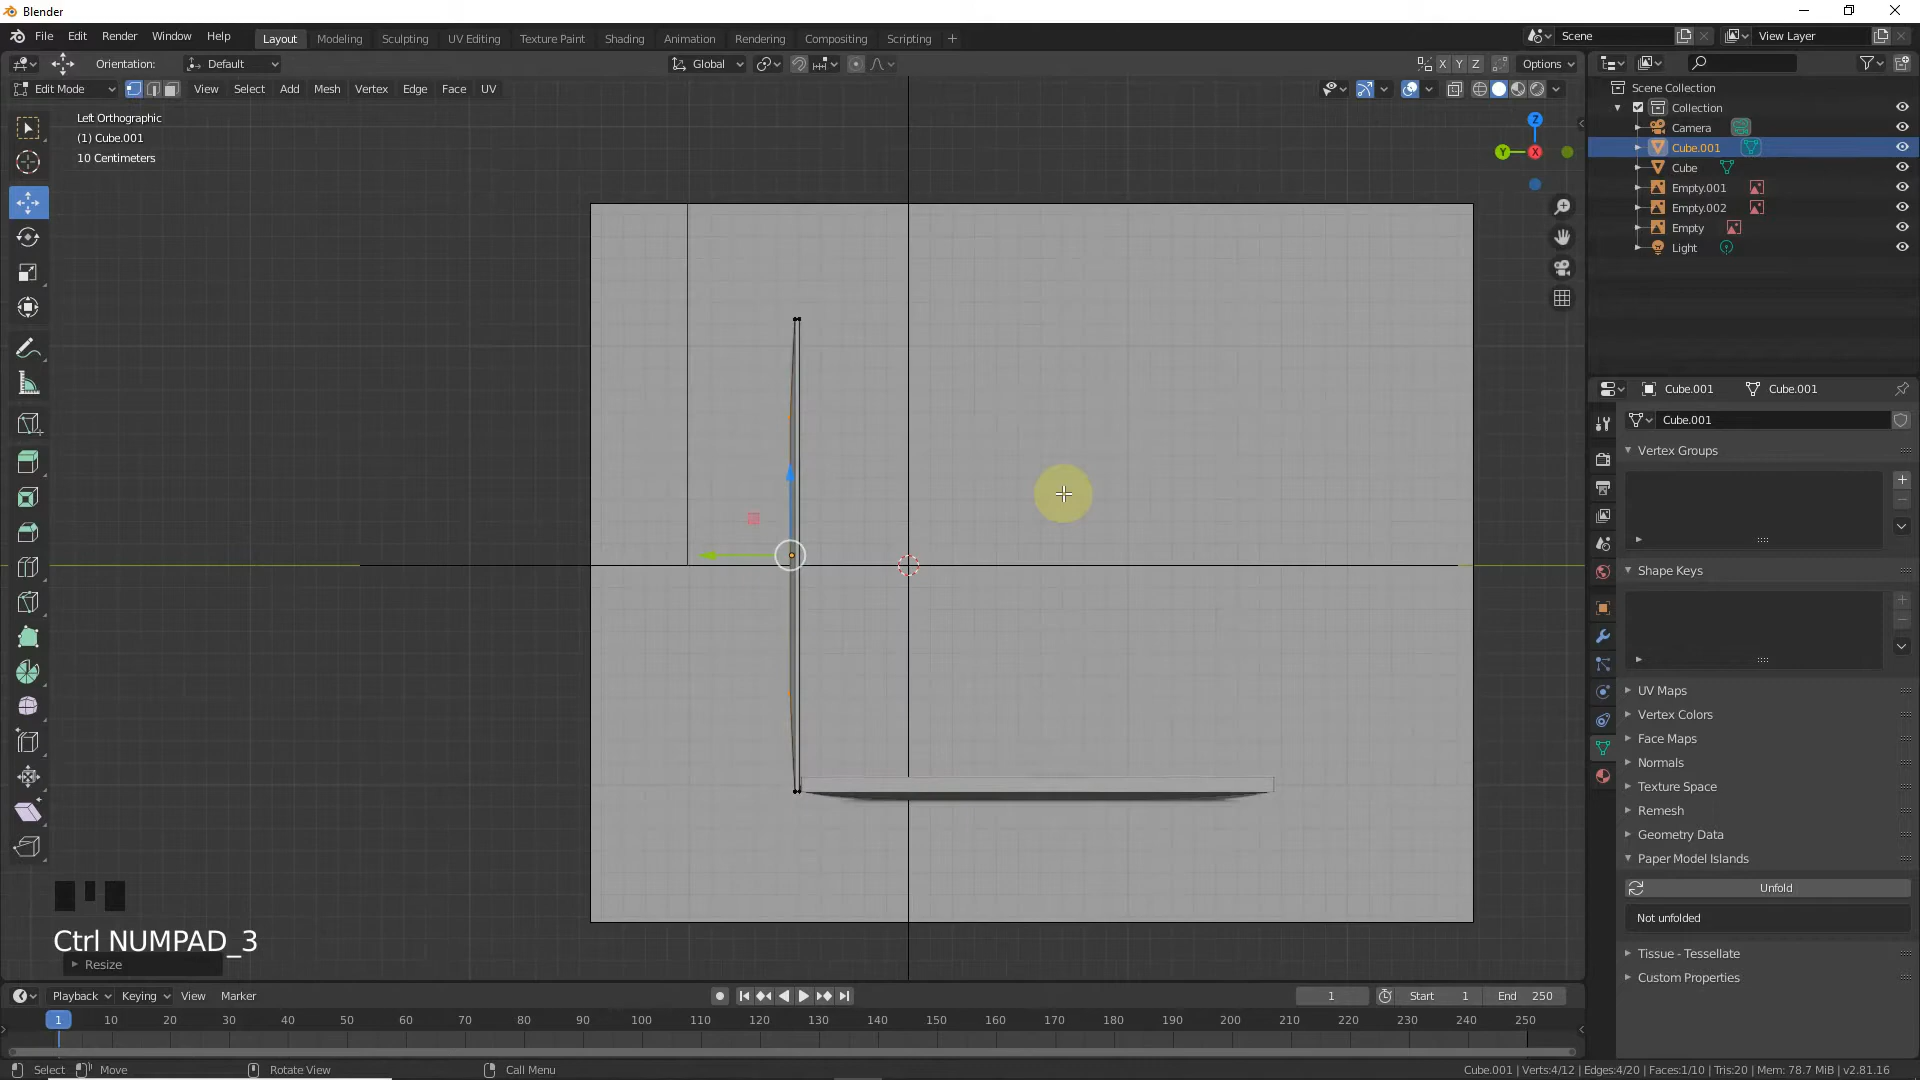 Blender
File Edit Render Window Help
Layout Modeling Sculpting UV Editing Texture Paint Shading Animation Rendering Compositing Scripting +
Scene
View Layer
Orientation: Default
Global
X Y Z
Options
Edit Mode
View Select Add Mesh Vertex Edge Face UV
Left Orthographic
(1) Cube.001
10 Centimeters
Z
Y
X
Scene Collection
Collection
Camera
Cube.001
Cube
Empty.001
Empty.002
Empty
Light
Cube.001 Cube.001
Cube.001
Vertex Groups
Shape Keys
UV Maps
Vertex Colors
Face Maps
Normals
Texture Space
Remesh
Geometry Data
Paper Model Islands
Unfold
Not unfolded
Tissue - Tessellate
Custom Properties
Ctrl NUMPAD_3
Resize
Playback Keying View Marker
1
Start 1
End 250
1 10 20 30 40 50 60 70 80 90 100 110 120 130 140 150 160 170 180 190 200 210 220 230 240 250
Select Move Rotate View Call Menu
Cube.001 | Verts:4/12 | Edges:4/20 | Faces:1/10 | Tris:20 | Mem: 78.7 MiB | v2.81.16